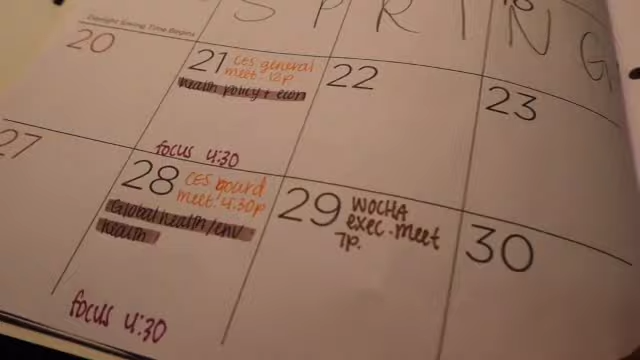 SPRING
Daylight Saving Time Begins
20
21 CES general
meet 12p
health policy + econ
focus 4:30
22
23
27
28 CES board
meet 4:30p
Global health/env
health
focus 4:30
29 WOCHA
exec. meet
7p.
30